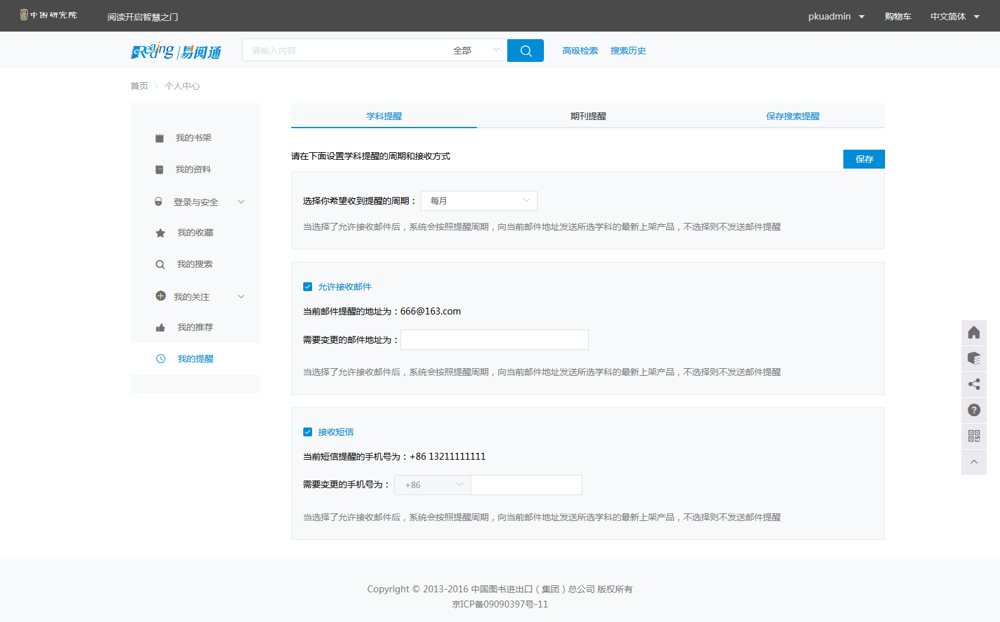 中国研究院
阅读开启智慧之门
pkuadmin
购物车
中文简体
eReading|易阅通
请输入内容
全部
高级检索
搜索历史
首页 个人中心
我的书架
我的资料
登录与安全
我的收藏
我的搜索
我的关注
我的推荐
我的提醒
学科提醒
期刊提醒
保存搜索提醒
请在下面设置学科提醒的周期和接收方式
保存
选择你希望收到提醒的周期：
每月
当选择了允许接收邮件后，系统会按照提醒周期，向当前邮件地址发送所选学科的最新上架产品，不选择则不发送邮件提醒
允许接收邮件
当前邮件提醒的地址为：666@163.com
需要变更的邮件地址为：
当选择了允许接收邮件后，系统会按照提醒周期，向当前邮件地址发送所选学科的最新上架产品，不选择则不发送邮件提醒
接收短信
当前短信提醒的手机号为：+86 13211111111
需要变更的手机号为：
+86
当选择了允许接收邮件后，系统会按照提醒周期，向当前邮件地址发送所选学科的最新上架产品，不选择则不发送邮件提醒
Copyright © 2013-2016 中国图书进出口（集团）总公司 版权所有
京ICP备09090397号-11